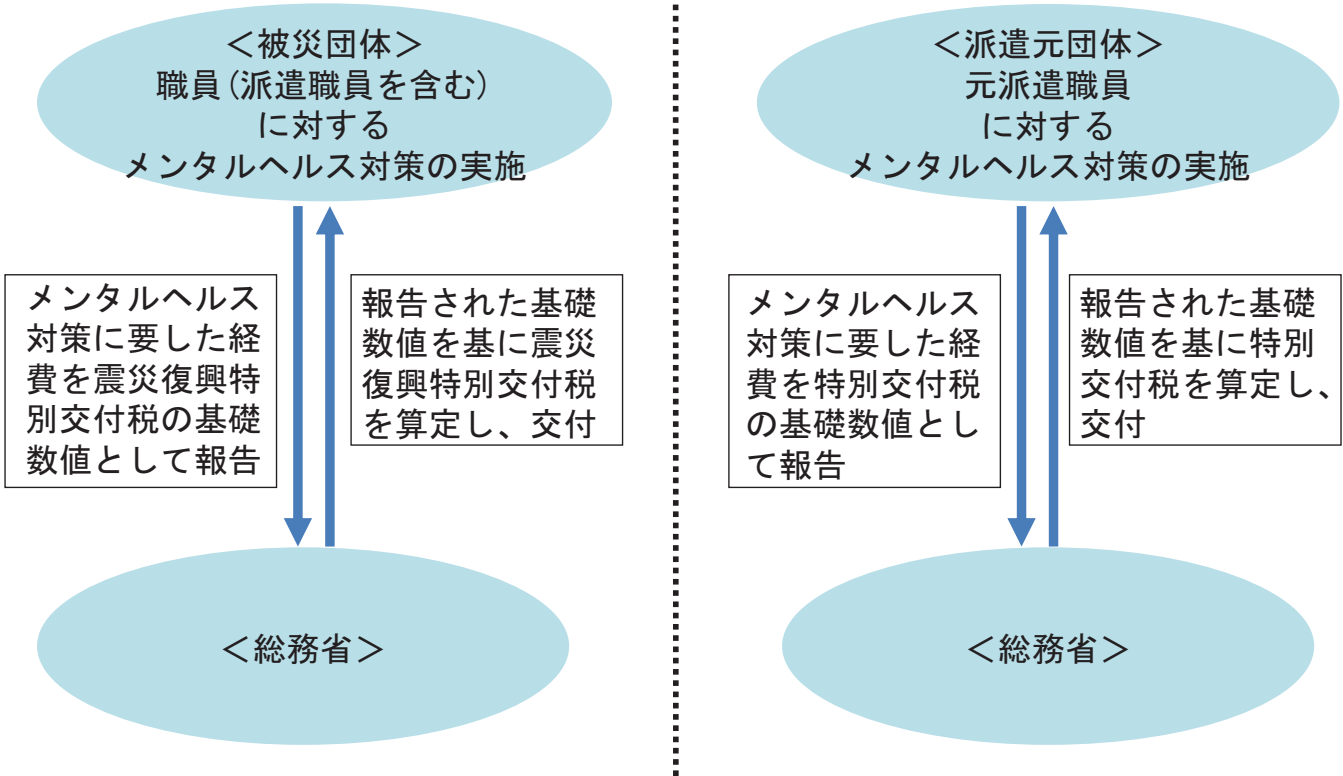 ＜被災団体＞
職員(派遣職員を含む)
に対する
メンタルヘルス対策の実施
メンタルヘルス
対策に要した経
費を震災復興特
別交付税の基礎
数値として報告
報告された基礎
数値を基に震災
復興特別交付税
を算定し、交付
＜総務省＞
＜派遣元団体＞
元派遣職員
に対する
メンタルヘルス対策の実施
メンタルヘルス
対策に要した経
費を特別交付税
の基礎数値とし
て報告
報告された基礎
数値を基に特別
交付税を算定し、
交付
＜総務省＞